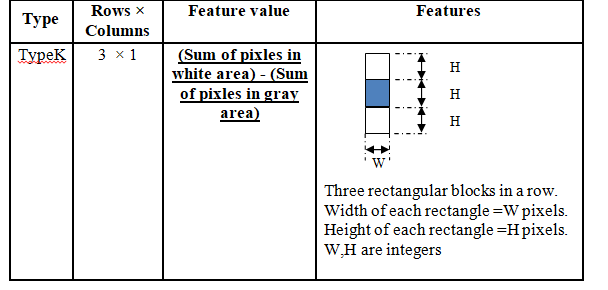 Type
Rows ×
Columns
Feature value
Features
TypeK
3 × 1
(Sum of pixles in
white area) - (Sum
of pixles in gray
area)
H
H
H
W
Three rectangular blocks in a row.
Width of each rectangle =W pixels.
Height of each rectangle =H pixels.
W,H are integers